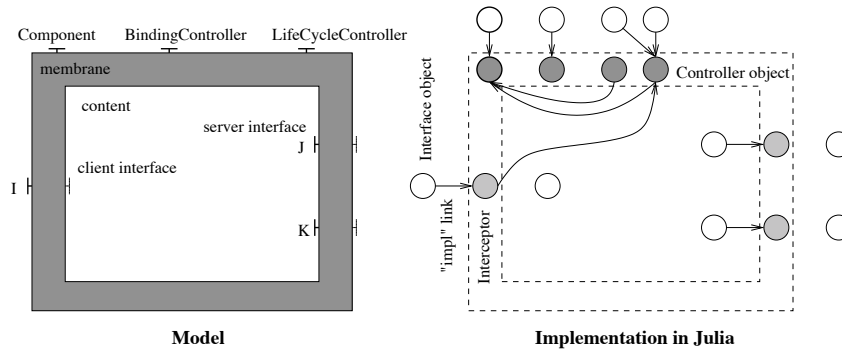 Component BindingController LifeCycleController
membrane
content
server interface
J
client interface
I
K
Model
Controller object
Interface object
"impl" link
Interceptor
Implementation in Julia